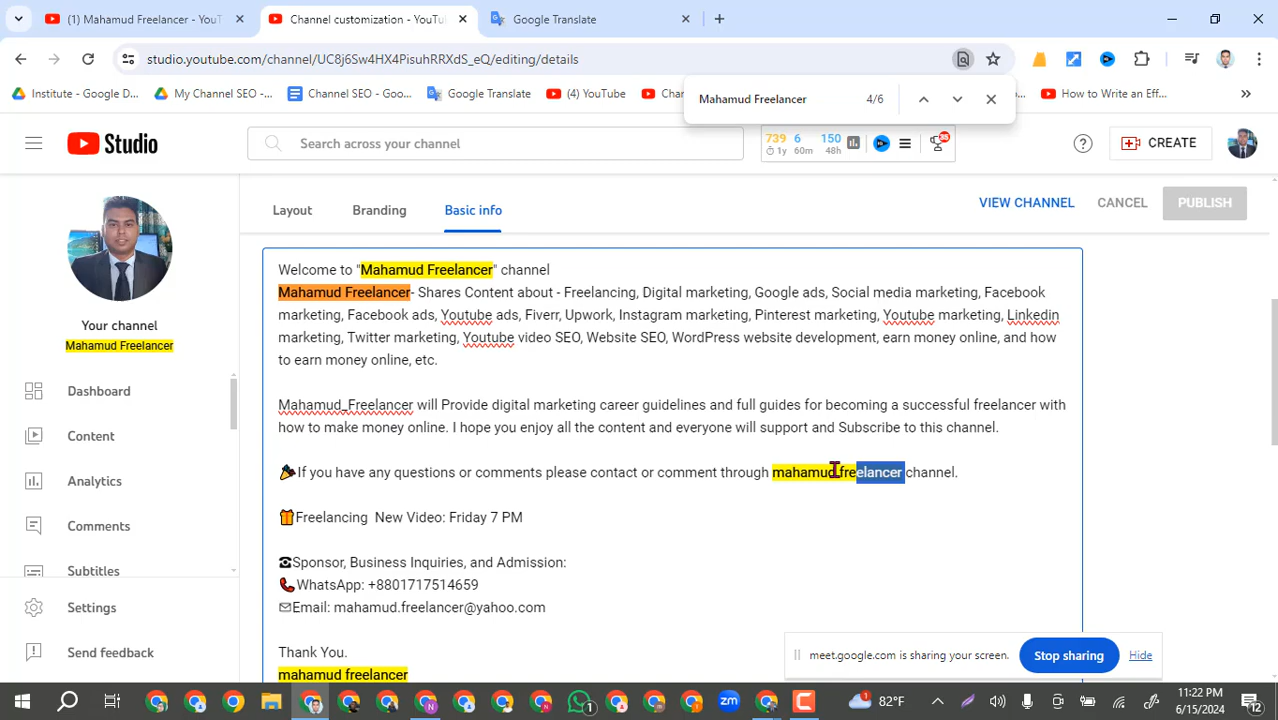 (1) Mahamud Freelancer - YouT
Channel customization - YouTu
Google Translate
studio.youtube.com/channel/UC8j6Sw4HX4PisuhRRXdS_eQ/editing/details
Mahamud Freelancer 4/6
Institute - Google D...
My Channel SEO - ...
Channel SEO - Goo...
Google Translate
(4) YouTube
Chan
How to Write an Eff...
Studio
Search across your channel
739 6 150
1y 60m 48h
CREATE
Layout
Branding
Basic info
VIEW CHANNEL
CANCEL
PUBLISH
Your channel
Mahamud Freelancer
Dashboard
Content
Analytics
Comments
Subtitles
Settings
Send feedback
Welcome to "Mahamud Freelancer" channel
Mahamud Freelancer- Shares Content about - Freelancing, Digital marketing, Google ads, Social media marketing, Facebook
marketing, Facebook ads, Youtube ads, Fiverr, Upwork, Instagram marketing, Pinterest marketing, Youtube marketing, Linkedin
marketing, Twitter marketing, Youtube video SEO, Website SEO, WordPress website development, earn money online, and how
to earn money online, etc.
Mahamud_Freelancer will Provide digital marketing career guidelines and full guides for becoming a successful freelancer with
how to make money online. I hope you enjoy all the content and everyone will support and Subscribe to this channel.
🎉If you have any questions or comments please contact or comment through mahamud freelancer channel.
🎁Freelancing  New Video: Friday 7 PM
☎Sponsor, Business Inquiries, and Admission:
📞WhatsApp: +8801717514659
✉Email: mahamud.freelancer@yahoo.com
Thank You.
mahamud freelancer
meet.google.com is sharing your screen.
Stop sharing
Hide
82°F
11:22 PM
6/15/2024